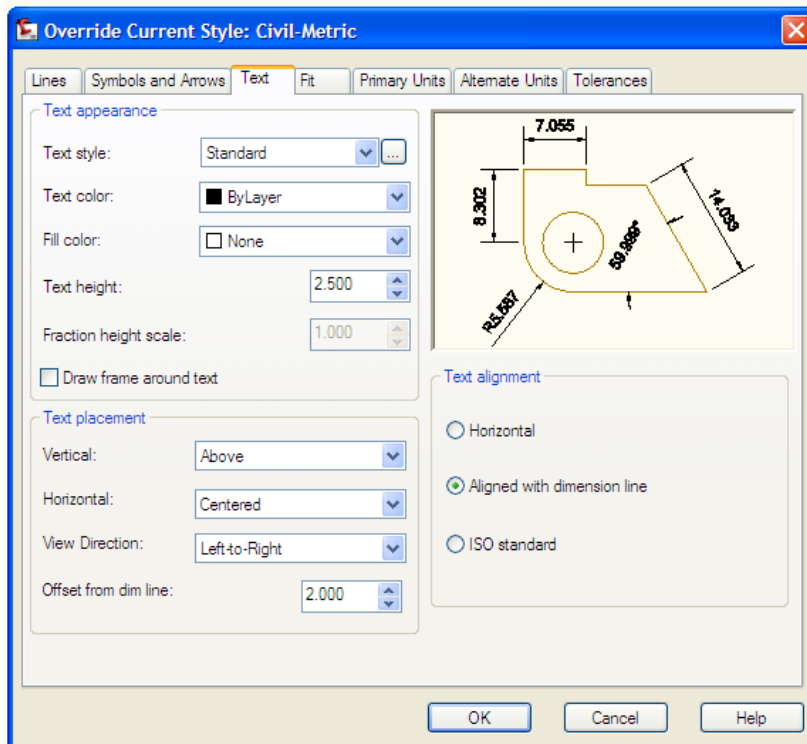 Override Current Style: Civil-Metric
Lines Symbols and Arrows Text Fit Primary Units Alternate Units Tolerances
Text appearance
Text style: Standard ...
Text color: ByLayer
Fill color: None
Text height: 2.500
Fraction height scale: 1.000
Draw frame around text
Text placement
Vertical: Above
Horizontal: Centered
View Direction: Left-to-Right
Offset from dim line: 2.000
7.055
8.302
14.033
59.999°
R5.567
Text alignment
Horizontal
Aligned with dimension line
ISO standard
OK Cancel Help